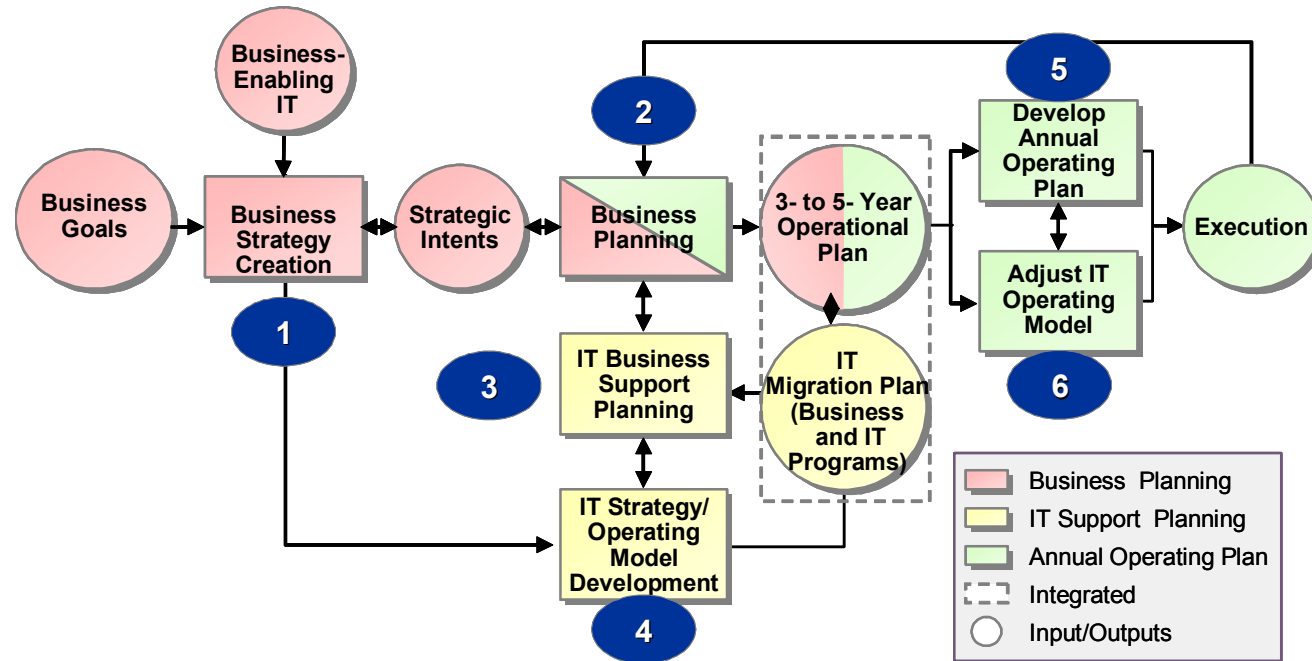 Business-
Enabling
IT
Business
Goals
1
Business
Strategy
Creation
Strategic
Intents
2
Business
Planning
3
IT Business
Support
Planning
IT Strategy/
Operating
Model
Development
4
3- to 5- Year
Operational
Plan
IT
Migration Plan
(Business
and IT
Programs)
5
Develop
Annual
Operating
Plan
Adjust IT
Operating
Model
6
Execution
Business Planning
IT Support Planning
Annual Operating Plan
Integrated
Input/Outputs